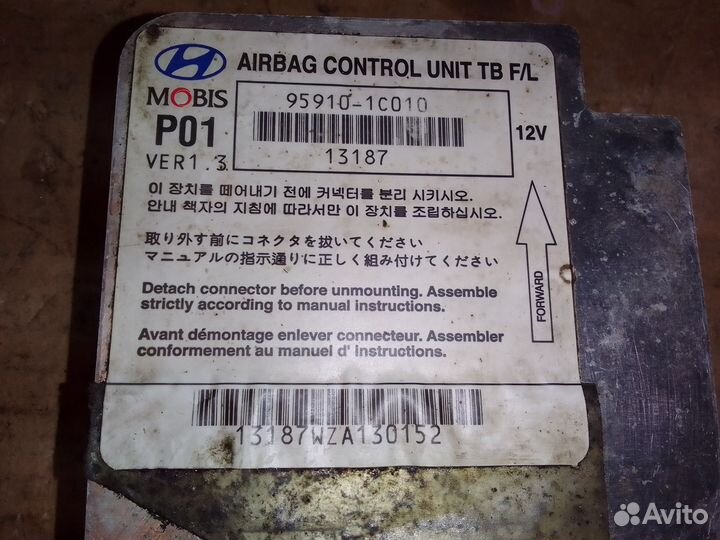 AIRBAG CONTROL UNIT TB F/L
MOBIS
95910-1C010
P01
12V
VER1.3
13187
이 장치를 떼어내기 전에 커넥터를 분리 시키시오.
안내 책자의 지침에 따라서만 이 장치를 조립하십시오.
取り外す前にコネクタを抜いてください
マニュアルの指示通りに正しく組み付けてください
Detach connector before unmounting. Assemble
strictly according to manual instructions.
FORWARD
Avant démontage enlever connecteur. Assembler
conformement au manuel d' instructions.
13187WZA130152
Avito